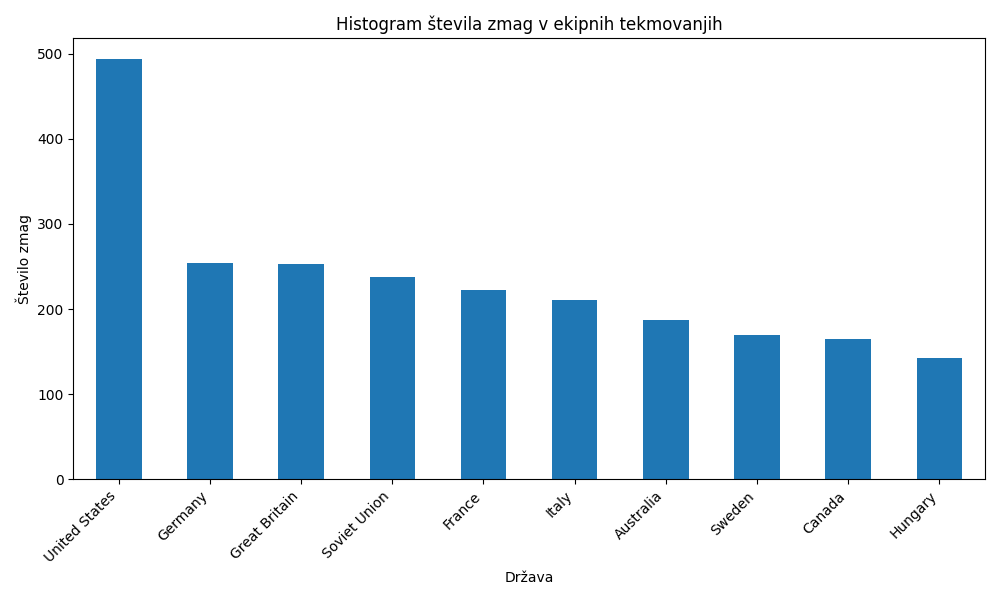 Histogram števila zmag v ekipnih tekmovanjih
Število zmag
500
400
300
200
100
0
United States
Germany
Great Britain
Soviet Union
France
Italy
Australia
Sweden
Canada
Hungary
Država